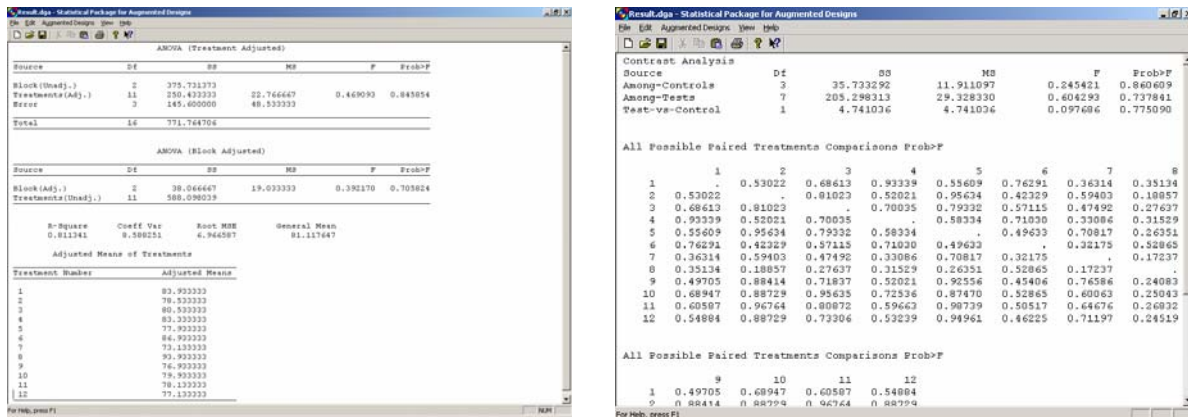 Result.dga - Statistical Package for Augmented Designs
File Edit Augmented Designs View Help
ANOVA (Treatment Adjusted)
Source Df SS MS F Prob>F
Block(Unadj.) 2 375.731373
Treatments(Adj.) 11 250.433333 22.766667 0.469093 0.845854
Error 3 145.600000 48.533333
Total 16 771.764706
ANOVA (Block Adjusted)
Source Df SS MS F Prob>F
Block(Adj.) 2 38.066667 19.033333 0.392170 0.705824
Treatments(Unadj.) 11 588.098039
R-Square Coeff Var Root MSE General Mean
0.811341 8.588251 6.966587 81.117647
Adjusted Means of Treatments
Treatment Number Adjusted Means
1 83.933333
2 78.533333
3 80.533333
4 83.333333
5 77.933333
6 86.933333
7 73.133333
8 93.933333
9 76.933333
10 79.933333
11 78.133333
12 77.133333
For Help, press F1 NUM
Result.dga - Statistical Package for Augmented Designs
File Edit Augmented Designs View Help
Contrast Analysis
Source Df SS MS F Prob>F
Among-Controls 3 35.733292 11.911097 0.245421 0.860609
Among-Tests 7 205.298313 29.328330 0.604293 0.737841
Test-vs-Control 1 4.741036 4.741036 0.097686 0.775090
All Possible Paired Treatments Comparisons Prob>F
1 2 3 4 5 6 7 8
1 . 0.53022 0.68613 0.93339 0.55609 0.76291 0.36314 0.35134
2 0.53022 . 0.81023 0.52021 0.95634 0.42329 0.59403 0.18857
3 0.68613 0.81023 . 0.70035 0.79332 0.57115 0.47492 0.27637
4 0.93339 0.52021 0.70035 . 0.58334 0.71030 0.33086 0.31529
5 0.55609 0.95634 0.79332 0.58334 . 0.49633 0.70817 0.26351
6 0.76291 0.42329 0.57115 0.71030 0.49633 . 0.32175 0.52865
7 0.36314 0.59403 0.47492 0.33086 0.70817 0.32175 . 0.17237
8 0.35134 0.18857 0.27637 0.31529 0.26351 0.52865 0.17237 .
9 0.49705 0.88414 0.71837 0.52021 0.92556 0.45406 0.76586 0.24083
10 0.68947 0.88729 0.95635 0.72536 0.87470 0.52865 0.60063 0.25043
11 0.60587 0.96764 0.80872 0.59663 0.98739 0.50517 0.64676 0.26832
12 0.54884 0.88729 0.73306 0.53239 0.94961 0.46225 0.71197 0.24519
All Possible Paired Treatments Comparisons Prob>F
9 10 11 12
1 0.49705 0.68947 0.60587 0.54884
2 0.88414 0.88729 0.96764 0.88729
For Help, press F1